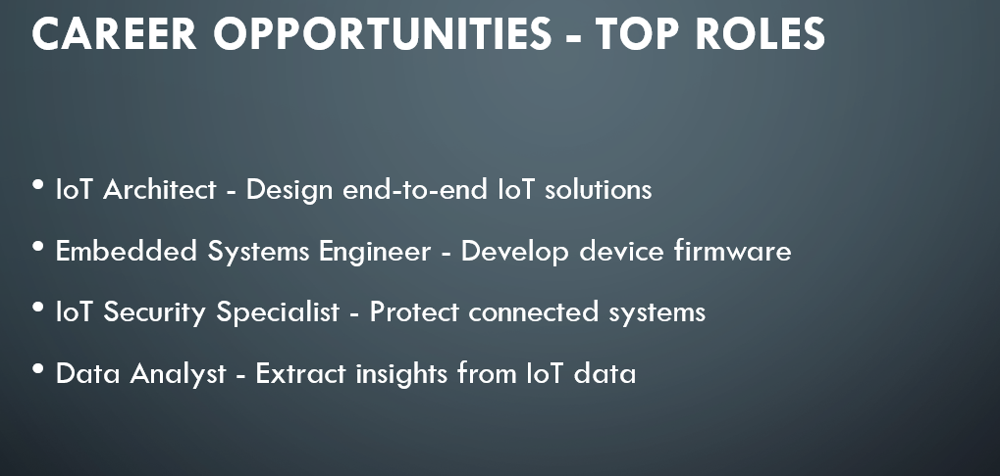 CAREER OPPORTUNITIES - TOP ROLES
• IoT Architect - Design end-to-end IoT solutions
• Embedded Systems Engineer - Develop device firmware
• IoT Security Specialist - Protect connected systems
• Data Analyst - Extract insights from IoT data